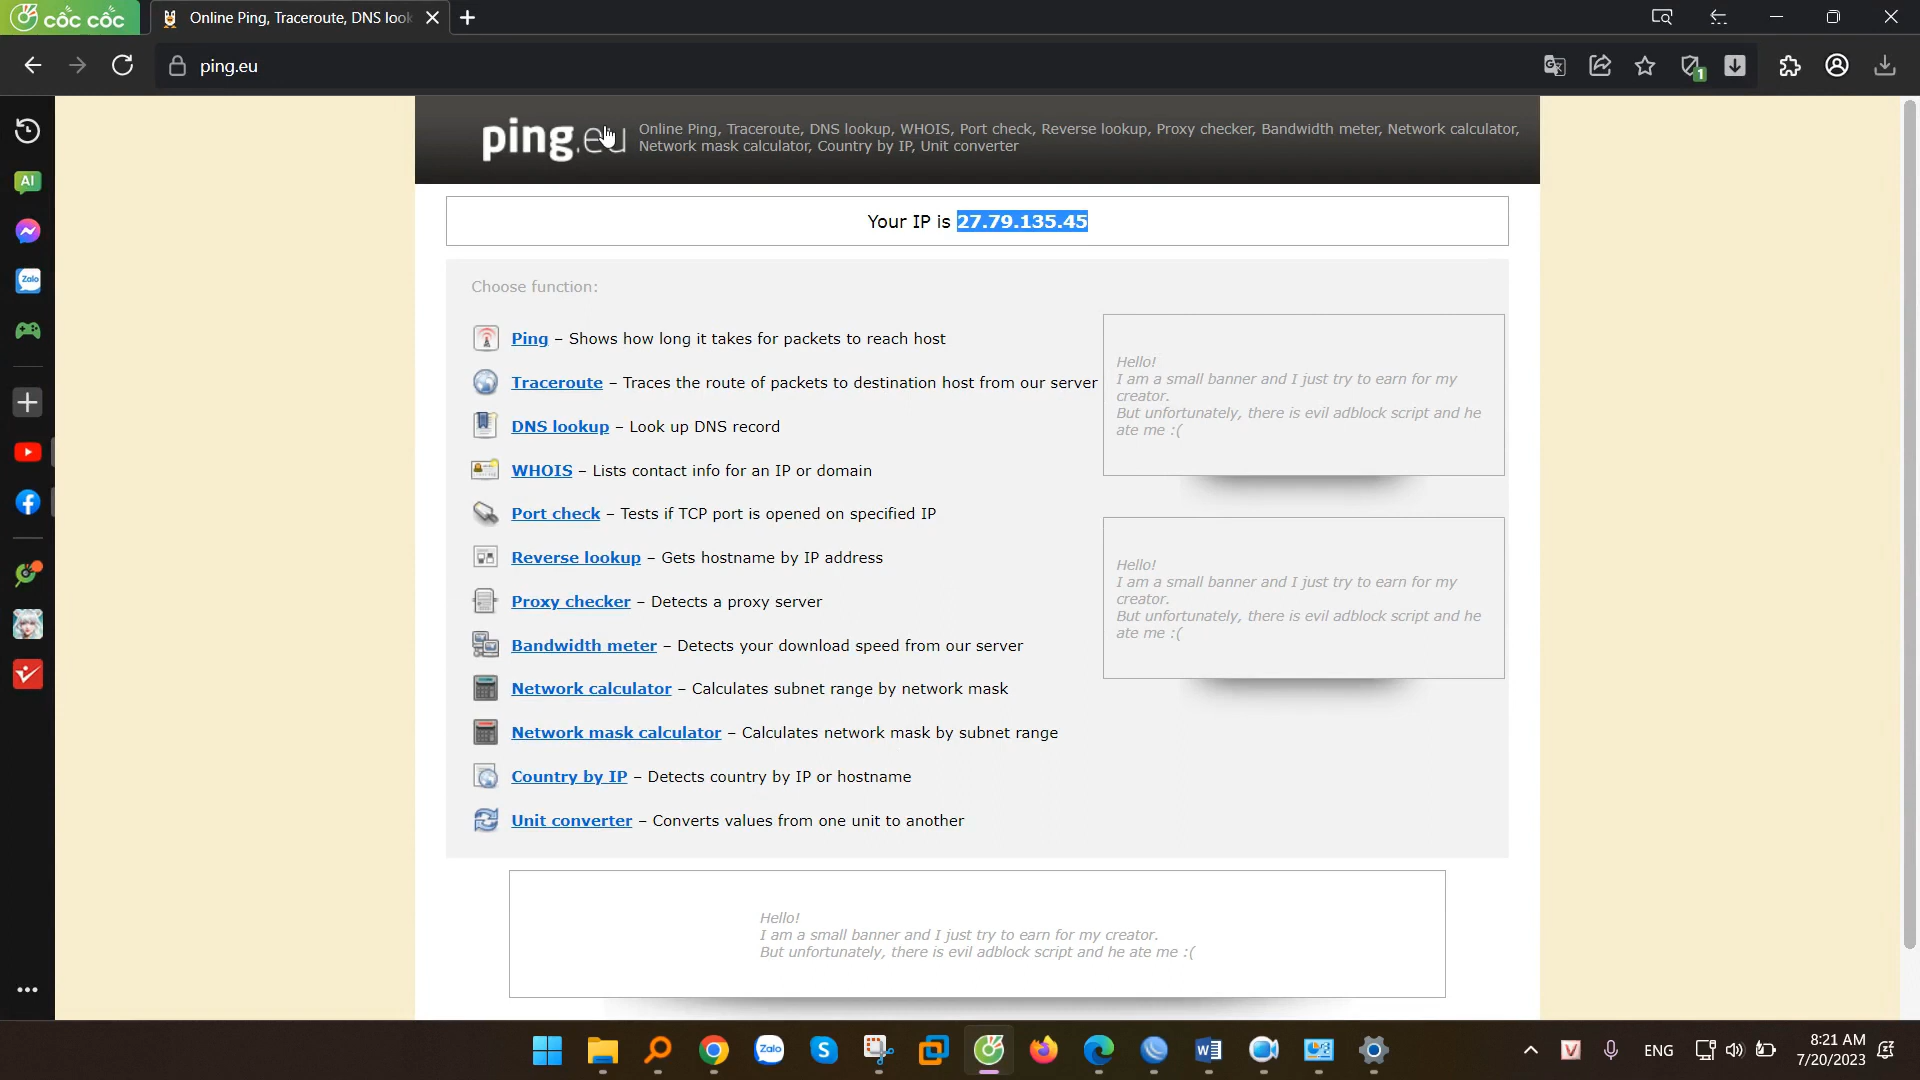 cốc cốc
Online Ping, Traceroute, DNS look
ping.eu
1
AI
Zalo
ping.eu
Online Ping, Traceroute, DNS lookup, WHOIS, Port check, Reverse lookup, Proxy checker, Bandwidth meter, Network calculator,
Network mask calculator, Country by IP, Unit converter
Your IP is 27.79.135.45
Choose function:
Ping – Shows how long it takes for packets to reach host
Traceroute – Traces the route of packets to destination host from our server
DNS lookup – Look up DNS record
WHOIS – Lists contact info for an IP or domain
Port check – Tests if TCP port is opened on specified IP
Reverse lookup – Gets hostname by IP address
Proxy checker – Detects a proxy server
Bandwidth meter – Detects your download speed from our server
Network calculator – Calculates subnet range by network mask
Network mask calculator – Calculates network mask by subnet range
Country by IP – Detects country by IP or hostname
Unit converter – Converts values from one unit to another
Hello!
I am a small banner and I just try to earn for my
creator.
But unfortunately, there is evil adblock script and he
ate me :(
Hello!
I am a small banner and I just try to earn for my
creator.
But unfortunately, there is evil adblock script and he
ate me :(
Hello!
I am a small banner and I just try to earn for my creator.
But unfortunately, there is evil adblock script and he ate me :(
Zalo
S
W
V
ENG
8:21 AM
7/20/2023